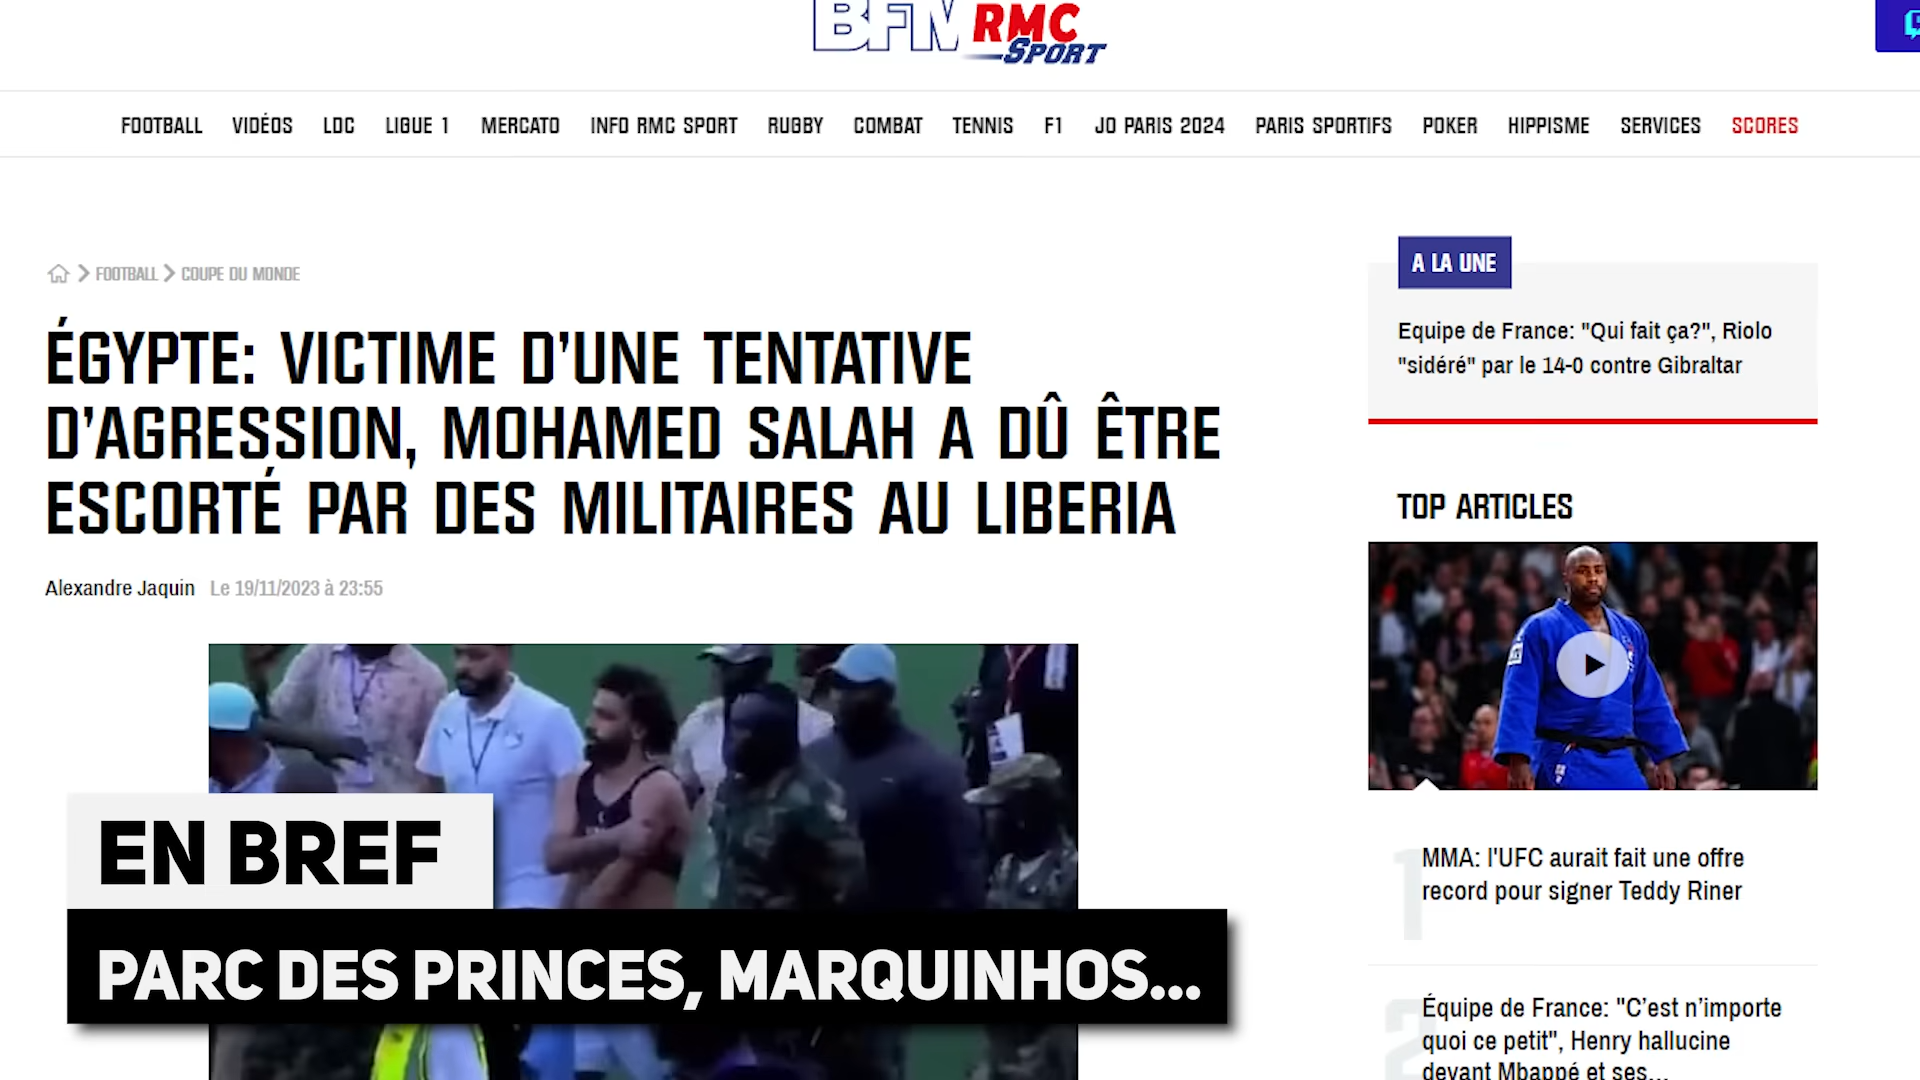 BFM RMC
SPORT
FOOTBALL VIDÉOS LDC LIGUE 1 MERCATO INFO RMC SPORT RUGBY COMBAT TENNIS F1 JO PARIS 2024 PARIS SPORTIFS POKER HIPPISME SERVICES SCORES
FOOTBALL COUPE DU MONDE
ÉGYPTE: VICTIME D'UNE TENTATIVE
D'AGRESSION, MOHAMED SALAH A DÛ ÊTRE
ESCORTÉ PAR DES MILITAIRES AU LIBERIA
Alexandre Jaquin Le 19/11/2023 à 23:55
EN BREF
PARC DES PRINCES, MARQUINHOS...
A LA UNE
Equipe de France: "Qui fait ça?", Riolo
"sidéré" par le 14-0 contre Gibraltar
TOP ARTICLES
1
MMA: l'UFC aurait fait une offre
record pour signer Teddy Riner
2
Équipe de France: "C’est n’importe
quoi ce petit", Henry hallucine
devant Mbappé et ses...